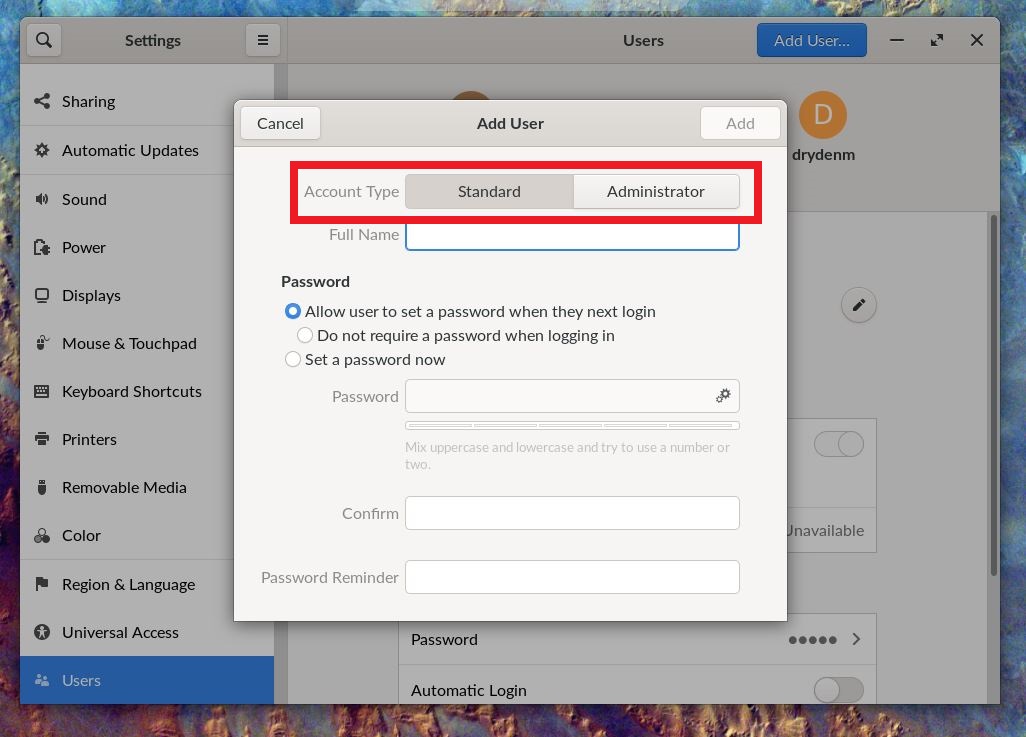 Settings
Users
Add User...
Sharing
Automatic Updates
Sound
Power
Displays
Mouse & Touchpad
Keyboard Shortcuts
Printers
Removable Media
Color
Region & Language
Universal Access
Users
Cancel
Add User
Add
Account Type
Standard
Administrator
Full Name
Password
Allow user to set a password when they next login
Do not require a password when logging in
Set a password now
Password
Mix uppercase and lowercase and try to use a number or
two.
Confirm
Password Reminder
D
drydenm
Unavailable
Password
Automatic Login